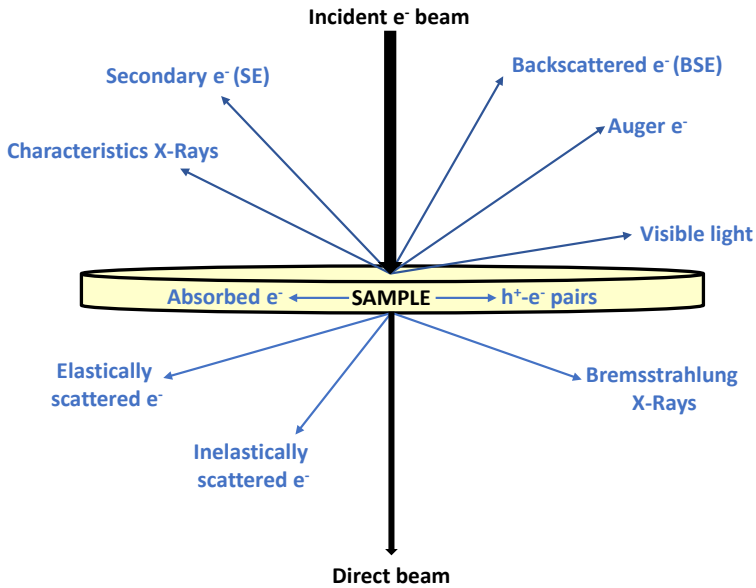 Incident e⁻ beam
Secondary e⁻ (SE)
Backscattered e⁻ (BSE)
Characteristics X-Rays
Auger e⁻
Visible light
Absorbed e⁻
SAMPLE
h⁺-e⁻ pairs
Elastically
scattered e⁻
Bremsstrahlung
X-Rays
Inelastically
scattered e⁻
Direct beam